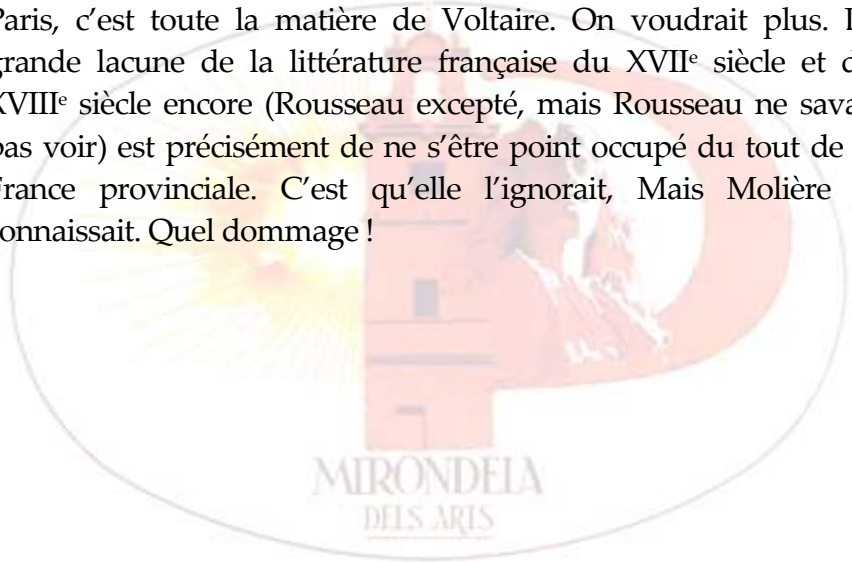 Paris, c’est toute la matière de Voltaire. On voudrait plus.
grande lacune de la littérature française du XVIIᵉ siècle et
XVIIIᵉ siècle encore (Rousseau excepté, mais Rousseau ne
pas voir) est précisément de ne s’être point occupé du tout de
France provinciale. C’est qu’elle l’ignorait, Mais Molière
connaissait. Quel dommage !
MIRONDELA
DELS ARTS